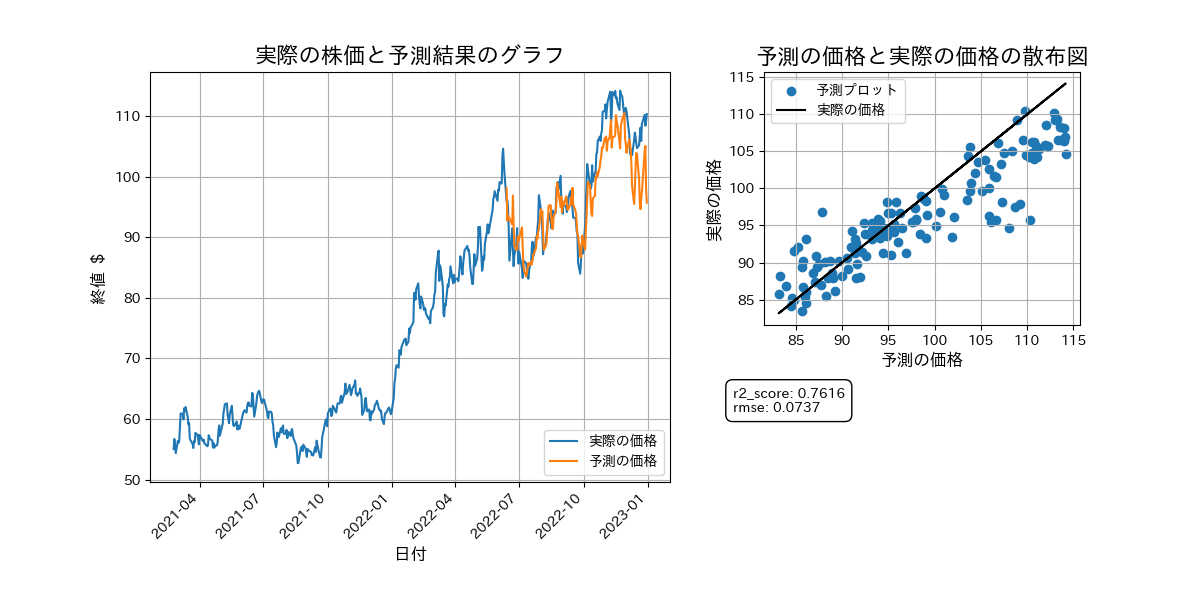 実際の株価と予測結果のグラフ
終値 $
110
100
90
80
70
60
50
2021-04
2021-07
2021-10
2022-01
2022-04
2022-07
2022-10
2023-01
日付
実際の価格
予測の価格
予測の価格と実際の価格の散布図
実際の価格
115
110
105
100
95
90
85
85
90
95
100
105
110
115
予測の価格
予測プロット
実際の価格
r2_score: 0.7616
rmse: 0.0737